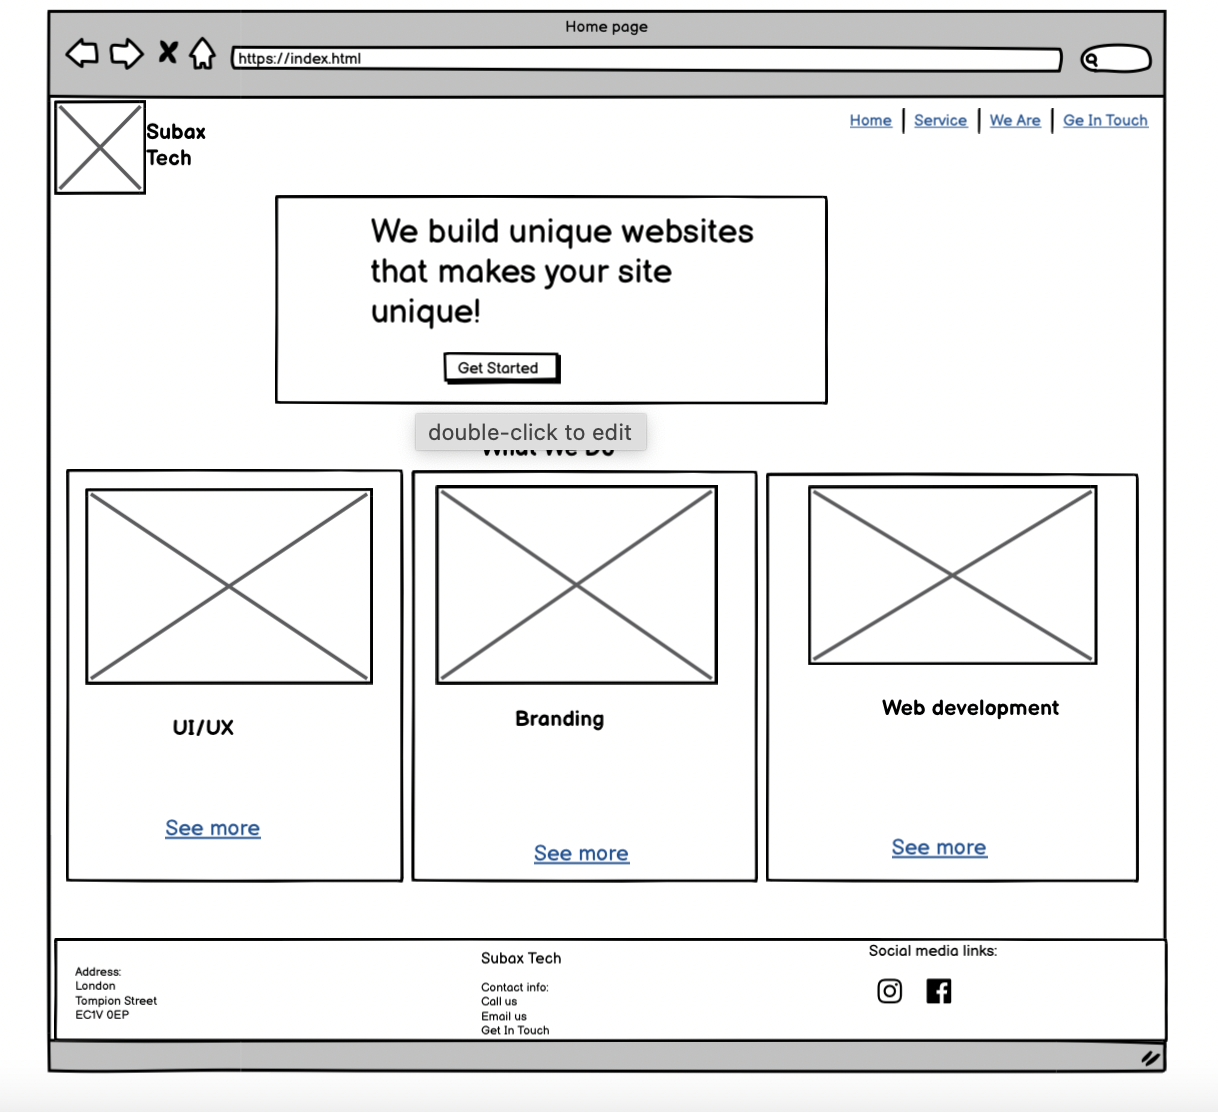 Home page
https://index.html
Subax
Tech
Home
Service
We Are
Ge In Touch
We build unique websites
that makes your site
unique!
Get Started
double-click to edit
What We Do
UI/UX
Branding
Web development
See more
See more
See more
Address:
London
Tompion Street
EC1V 0EP
Subax Tech
Contact info:
Call us
Email us
Get In Touch
Social media links: